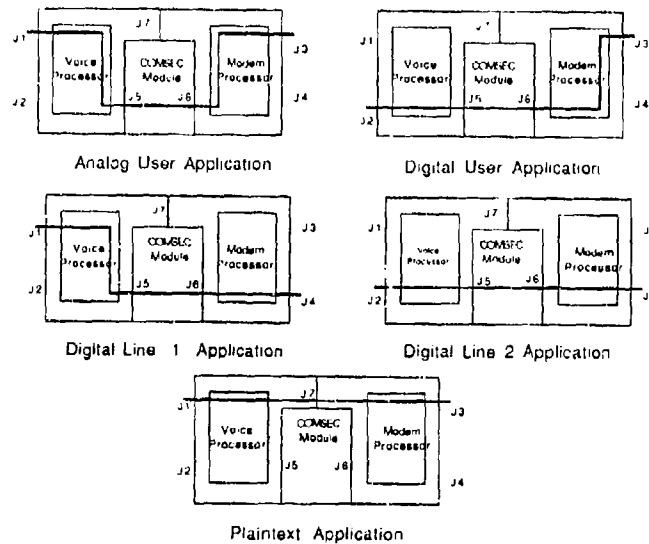 J7
J1
J3
Voice
Processor
COMSEC
Module
Modem
Processor
J2
J5
J6
J4
Analog User Application
J7
J1
J3
Voice
Processor
COMSEC
Module
Modem
Processor
J5
J6
J4
J2
Digital User Application
J7
J1
J3
Voice
Processor
COMSEC
Module
Modem
Processor
J2
J5
J6
J4
Digital Line 1 Application
J7
J1
Voice
Processor
COMSEC
Module
Modem
Processor
J2
J5
J6
Digital Line 2 Application
J7
J1
J3
Voice
Processor
COMSEC
Module
Modem
Processor
J2
J5
J6
J4
Plaintext Application